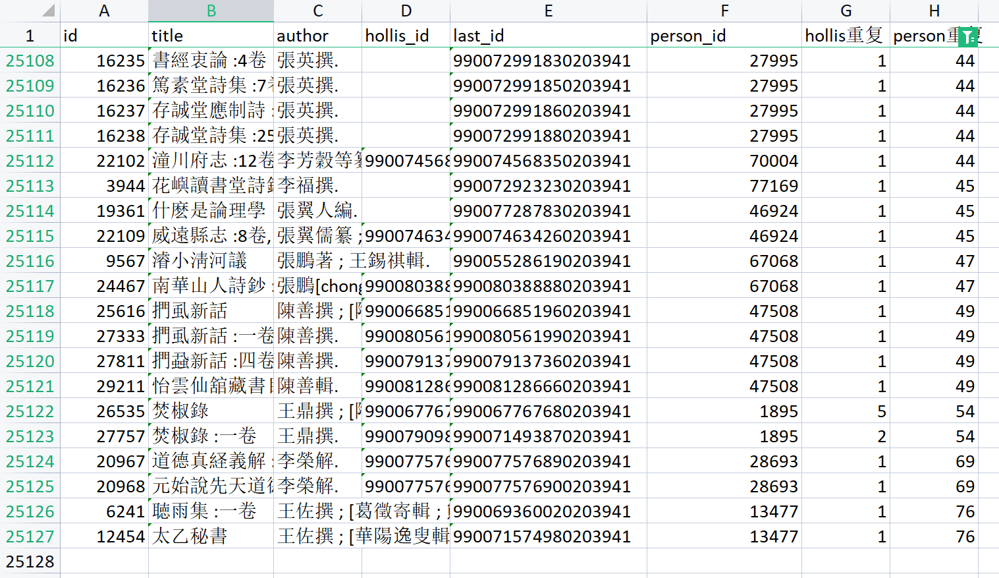 A B C D E F G H
1 id title author hollis_id last_id person_id hollis重复 person重复
25108 16235 書經衷論 :4卷 張英撰. 990072991830203941 27995 1 44
25109 16236 篤素堂詩集 :7 張英撰. 990072991850203941 27995 1 44
25110 16237 存誠堂應制詩 : 張英撰. 990072991860203941 27995 1 44
25111 16238 存誠堂詩集 :25 張英撰. 990072991880203941 27995 1 44
25112 22102 潼川府志 :12卷 李芳穀等 990074568 990074568350203941 70004 1 44
25113 3944 花嶼讀書堂詩 李福撰. 990072923230203941 77169 1 45
25114 19361 什麽是論理學 張翼人編. 990077287830203941 46924 1 45
25115 22109 威遠縣志 :8卷, 張翼儒纂 ; 990074634 990074634260203941 46924 1 45
25116 9567 濬小淸河議 張鵬著 ; 王錫祺輯. 990055286190203941 67068 1 47
25117 24467 南華山人詩鈔 : 張鵬[chong 990080388 990080388880203941 67068 1 47
25118 25616 捫虱新話 陳善撰 ; [ 990066851 990066851960203941 47508 1 49
25119 27333 捫虱新話 :一卷 陳善撰. 990080561 990080561990203941 47508 1 49
25120 27811 捫蝨新話 :四卷 陳善撰. 990079137 990079137360203941 47508 1 49
25121 29211 怡雲仙舘藏書 陳善輯. 990081286 990081286660203941 47508 1 49
25122 26535 焚椒錄 王鼎撰 ; [ 990067767 990067767680203941 1895 5 54
25123 27757 焚椒錄 :一卷 王鼎撰. 990079098 990071493870203941 1895 2 54
25124 20967 道德真経義解 : 李榮解. 990077576 990077576890203941 28693 1 69
25125 20968 元始說先天道 李榮解. 990077576 990077576900203941 28693 1 69
25126 6241 聴雨集 :一卷 王佐撰 ; [葛徵寄輯 ; 990069360020203941 13477 1 76
25127 12454 太乙秘書 王佐撰 ; [華陽逸叟輯 990071574980203941 13477 1 76
25128